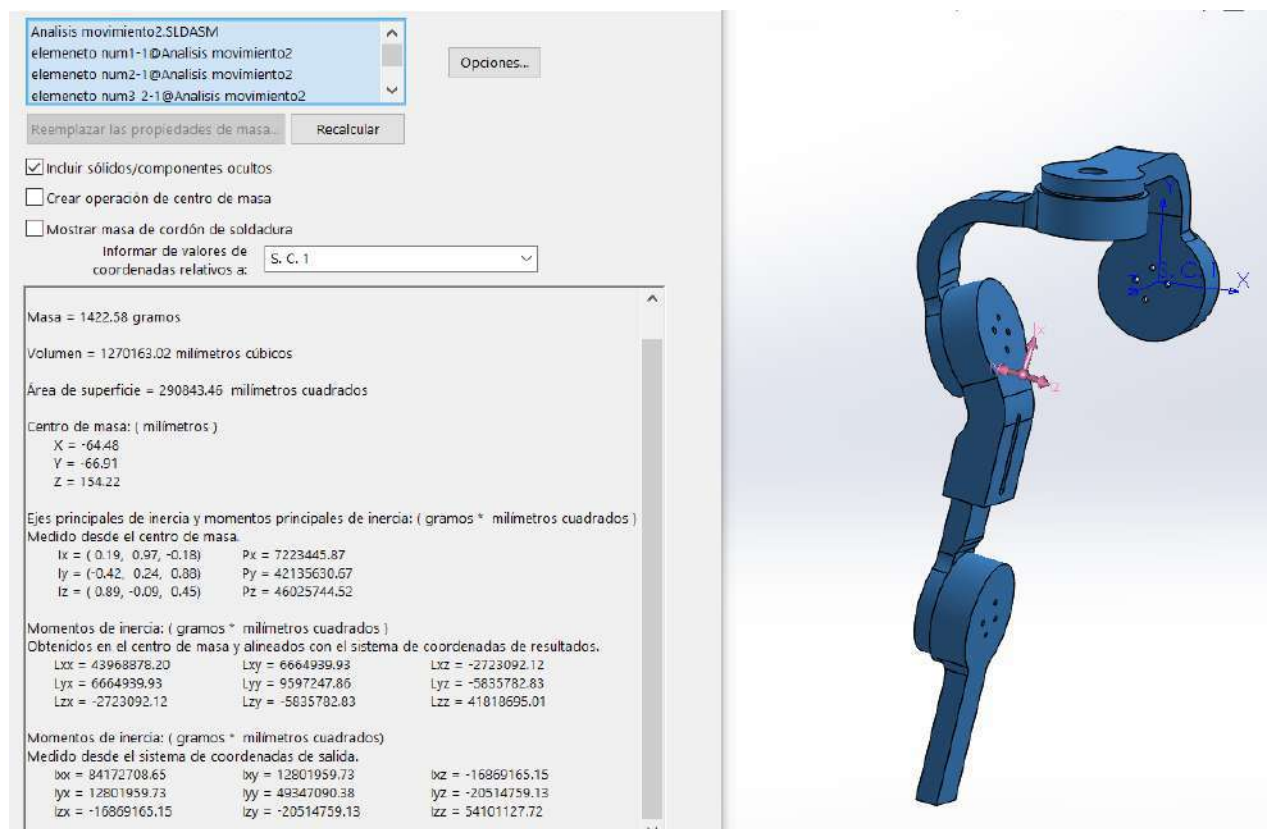 Analisis movimiento2.SLDASM
elemeneto num1-1@Analisis movimiento2
elemeneto num2-1@Analisis movimiento2
elemeneto num3_2-1@Analisis movimiento2
Opciones...
Reemplazar las propiedades de masa...
Recalcular
Incluir sólidos/componentes ocultos
Crear operación de centro de masa
Mostrar masa de cordón de soldadura
Informar de valores de
coordenadas relativos a:
S. C. 1
Masa = 1422.58 gramos
Volumen = 1270163.02 milímetros cúbicos
Área de superficie = 290843.46 milímetros cuadrados
Centro de masa: ( milímetros )
X = -64.48
Y = -66.91
Z = 154.22
Ejes principales de inercia y momentos principales de inercia: ( gramos * milímetros cuadrados )
Medido desde el centro de masa.
Ix = ( 0.19, 0.97, -0.18) Px = 7223445.87
Iy = (-0.42, 0.24, 0.88) Py = 42135630.67
Iz = ( 0.89, -0.09, 0.45) Pz = 46025744.52
Momentos de inercia: ( gramos * milímetros cuadrados )
Obtenidos en el centro de masa y alineados con el sistema de coordenadas de resultados.
Lxx = 43968878.20 Lxy = 6664939.93 Lxz = -2723092.12
Lyx = 6664939.93 Lyy = 9597247.86 Lyz = -5835782.83
Lzx = -2723092.12 Lzy = -5835782.83 Lzz = 41818695.01
Momentos de inercia: ( gramos * milímetros cuadrados)
Medido desde el sistema de coordenadas de salida.
Ixx = 84172708.65 Ixy = 12801959.73 Ixz = -16869165.15
Iyx = 12801959.73 Iyy = 49347090.38 Iyz = -20514759.13
Izx = -16869165.15 Izy = -20514759.13 Izz = 54101127.72
Y
S. C. 1
X
Ix
Iz